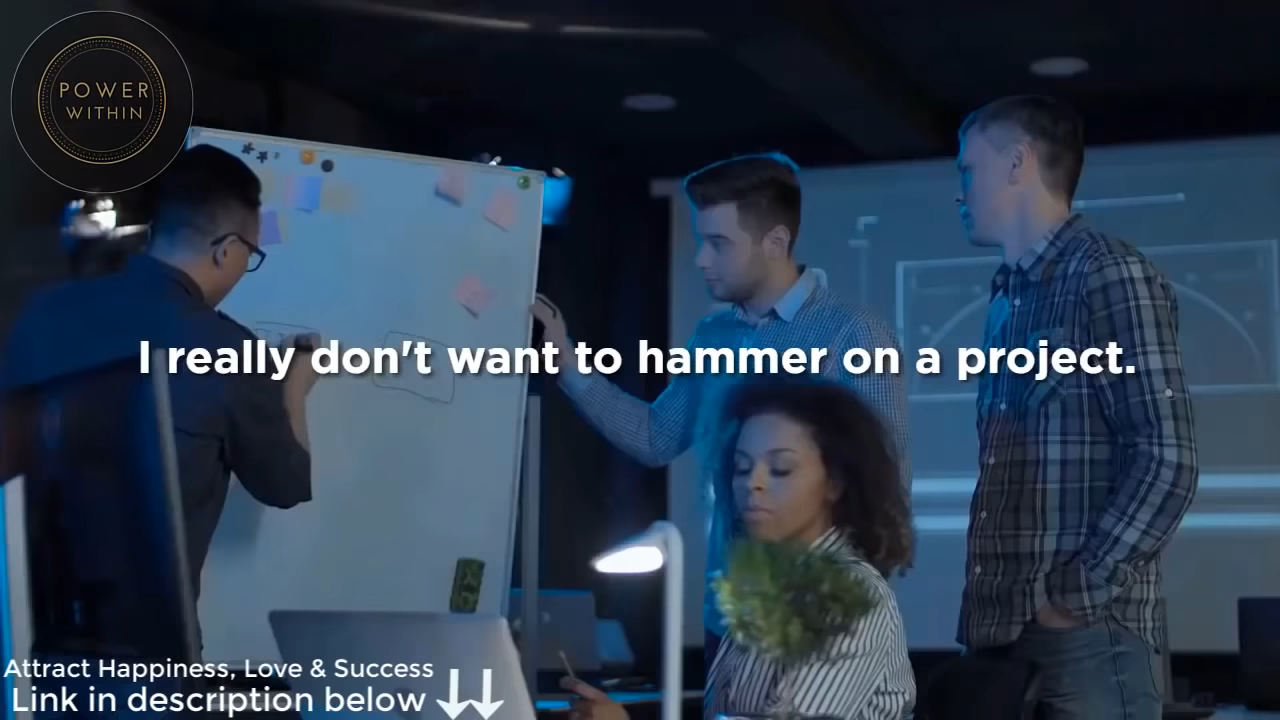 POWER
WITHIN
I really don't want to hammer on a project.
Attract Happiness, Love & Success
Link in description below